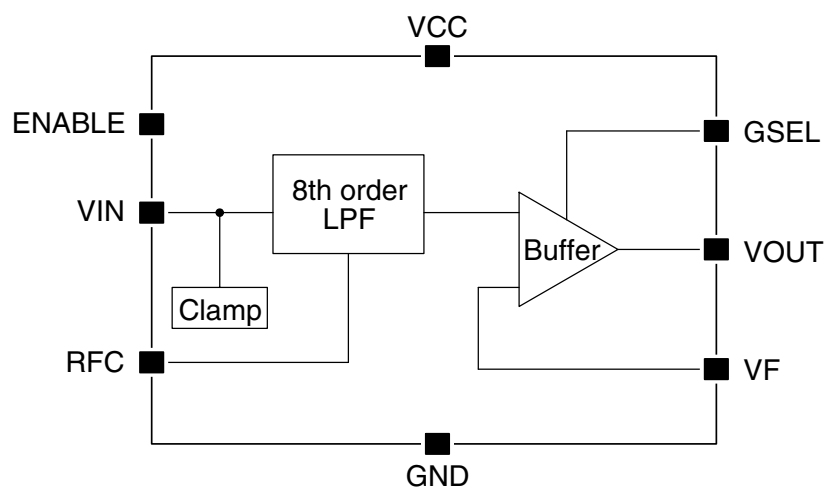 VCC
ENABLE
GSEL
VIN
8th order
LPF
Buffer
VOUT
Clamp
RFC
VF
GND